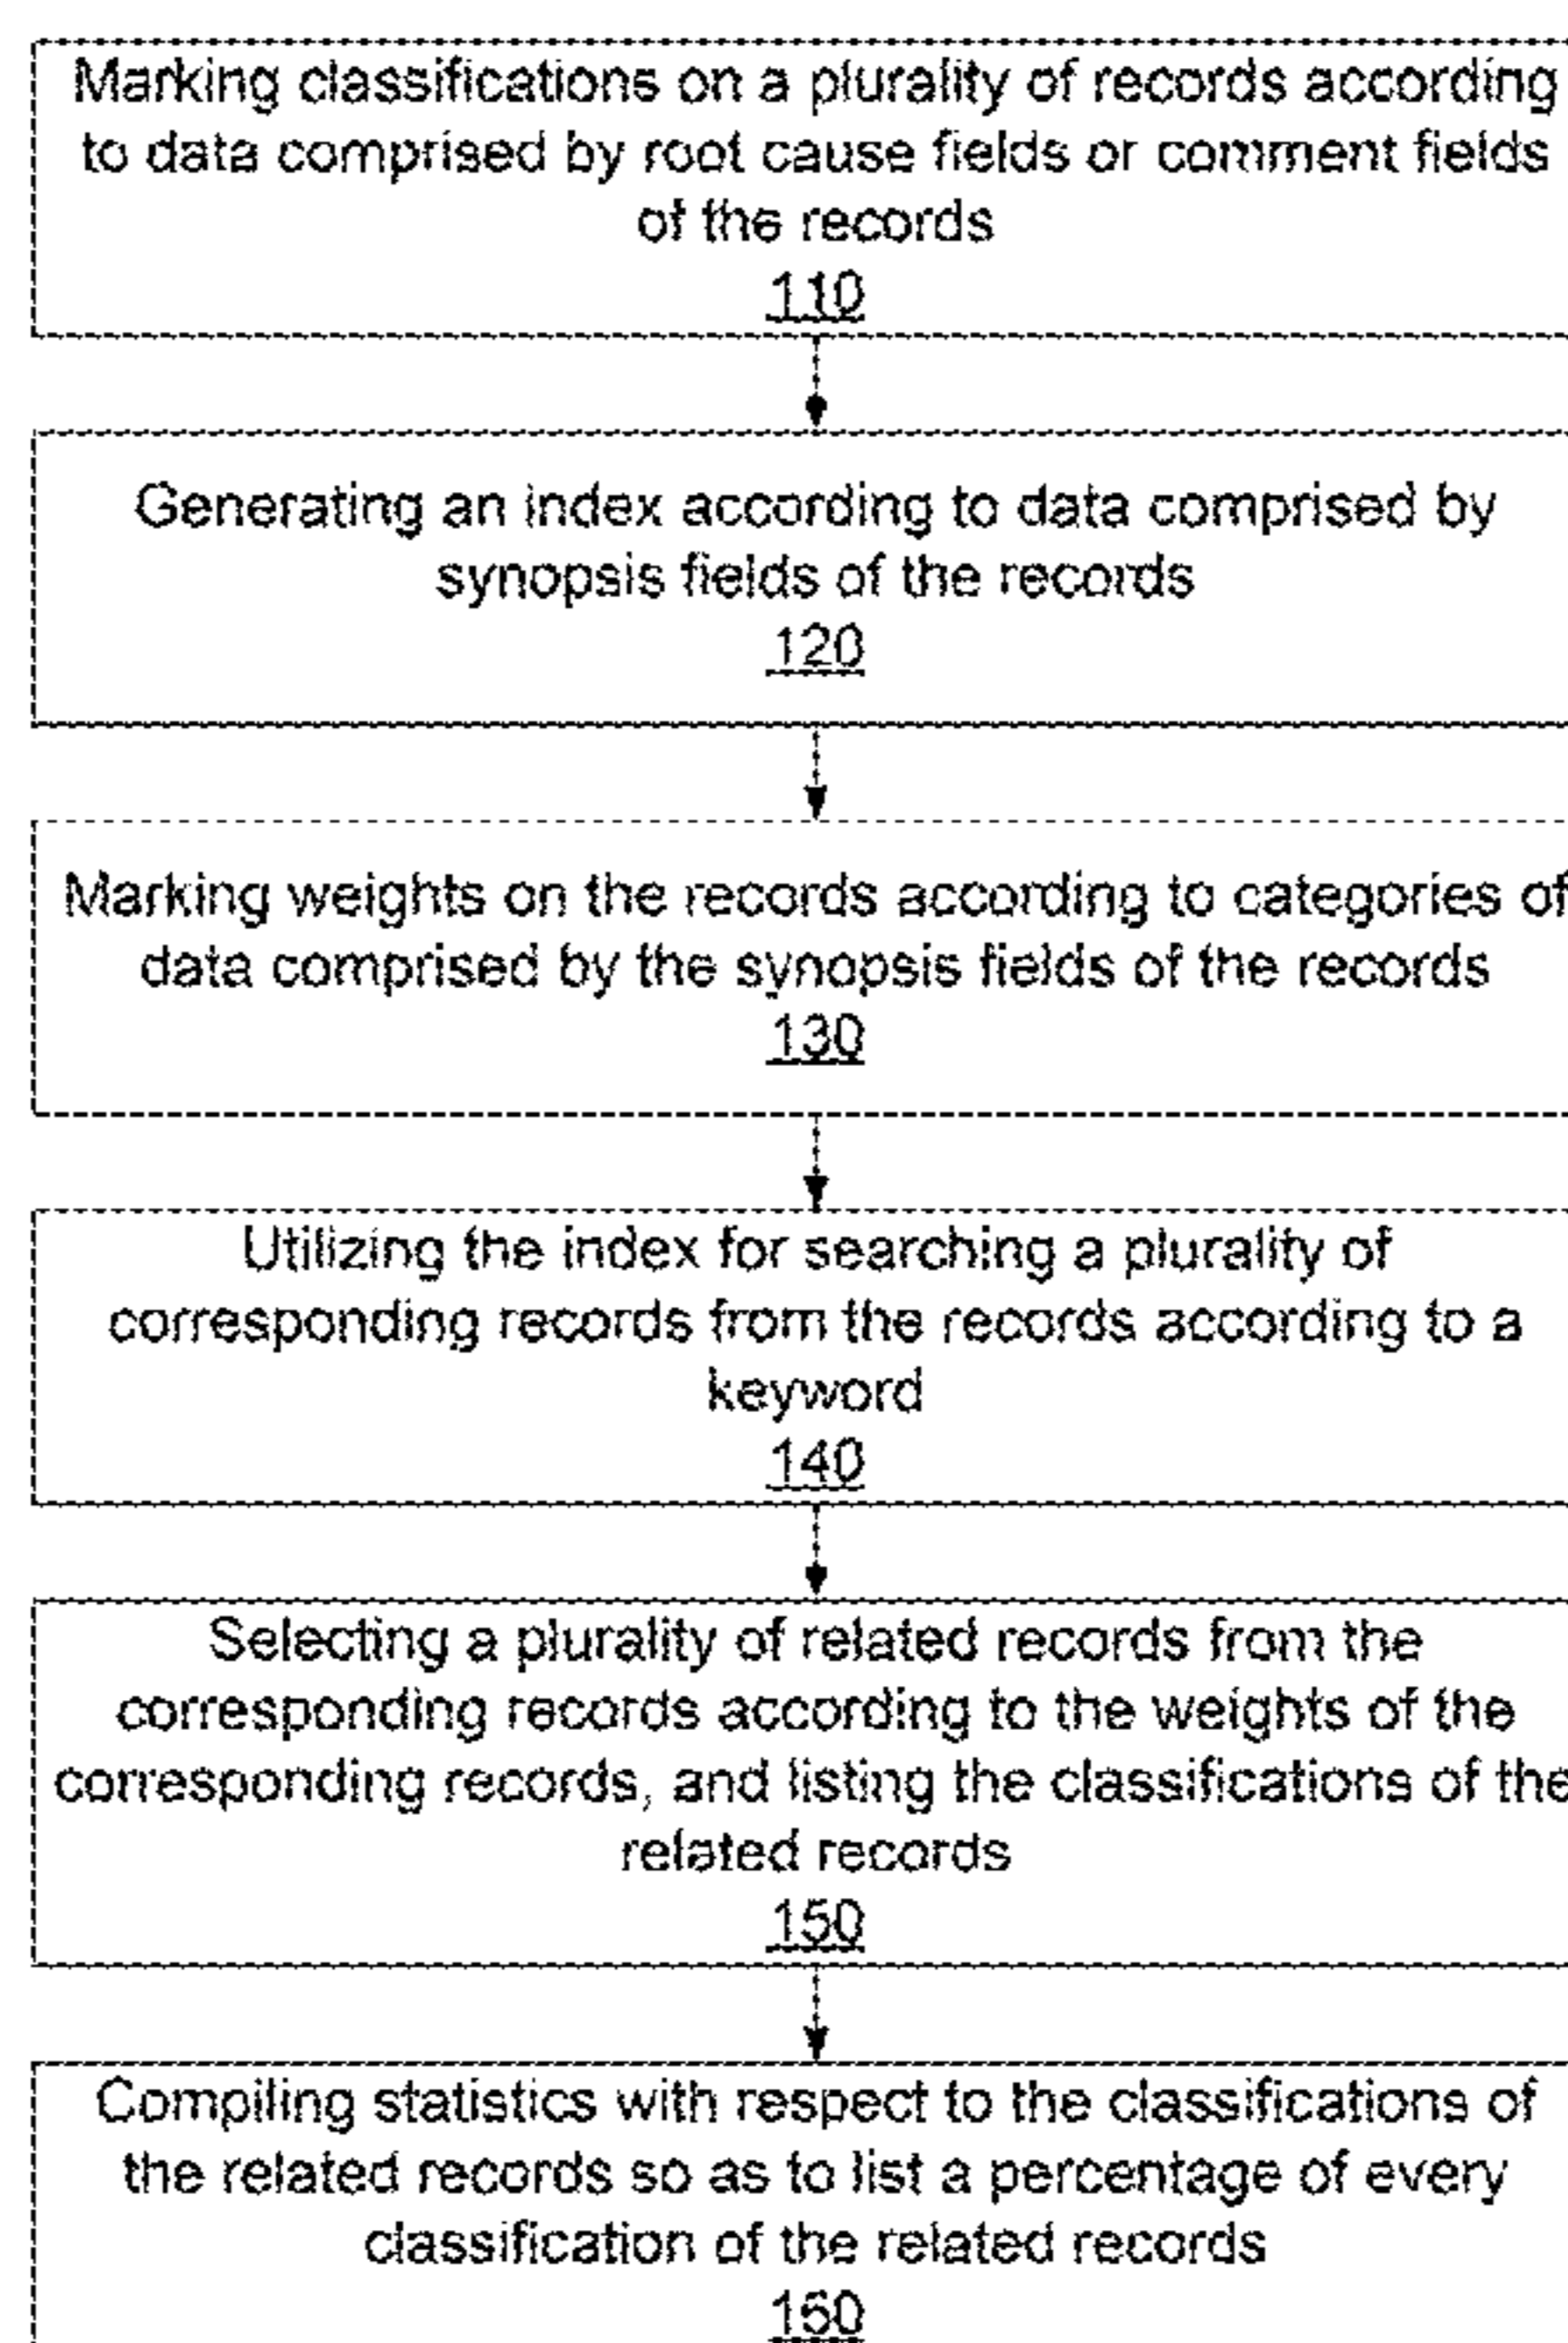 Marking classifications on a plurality of records according
to data comprised by root cause fields or comment fields
of the records
110
Generating an index according to data comprised by
synopsis fields of the records
120
Marking weights on the records according to categories of
data comprised by the synopsis fields of the records
130
Utilizing the index for searching a plurality of
corresponding records from the records according to a
keyword
140
Selecting a plurality of related records from the
corresponding records according to the weights of the
corresponding records, and listing the classifications of the
related records
150
Compiling statistics with respect to the classifications of
the related records so as to list a percentage of every
classification of the related records
160